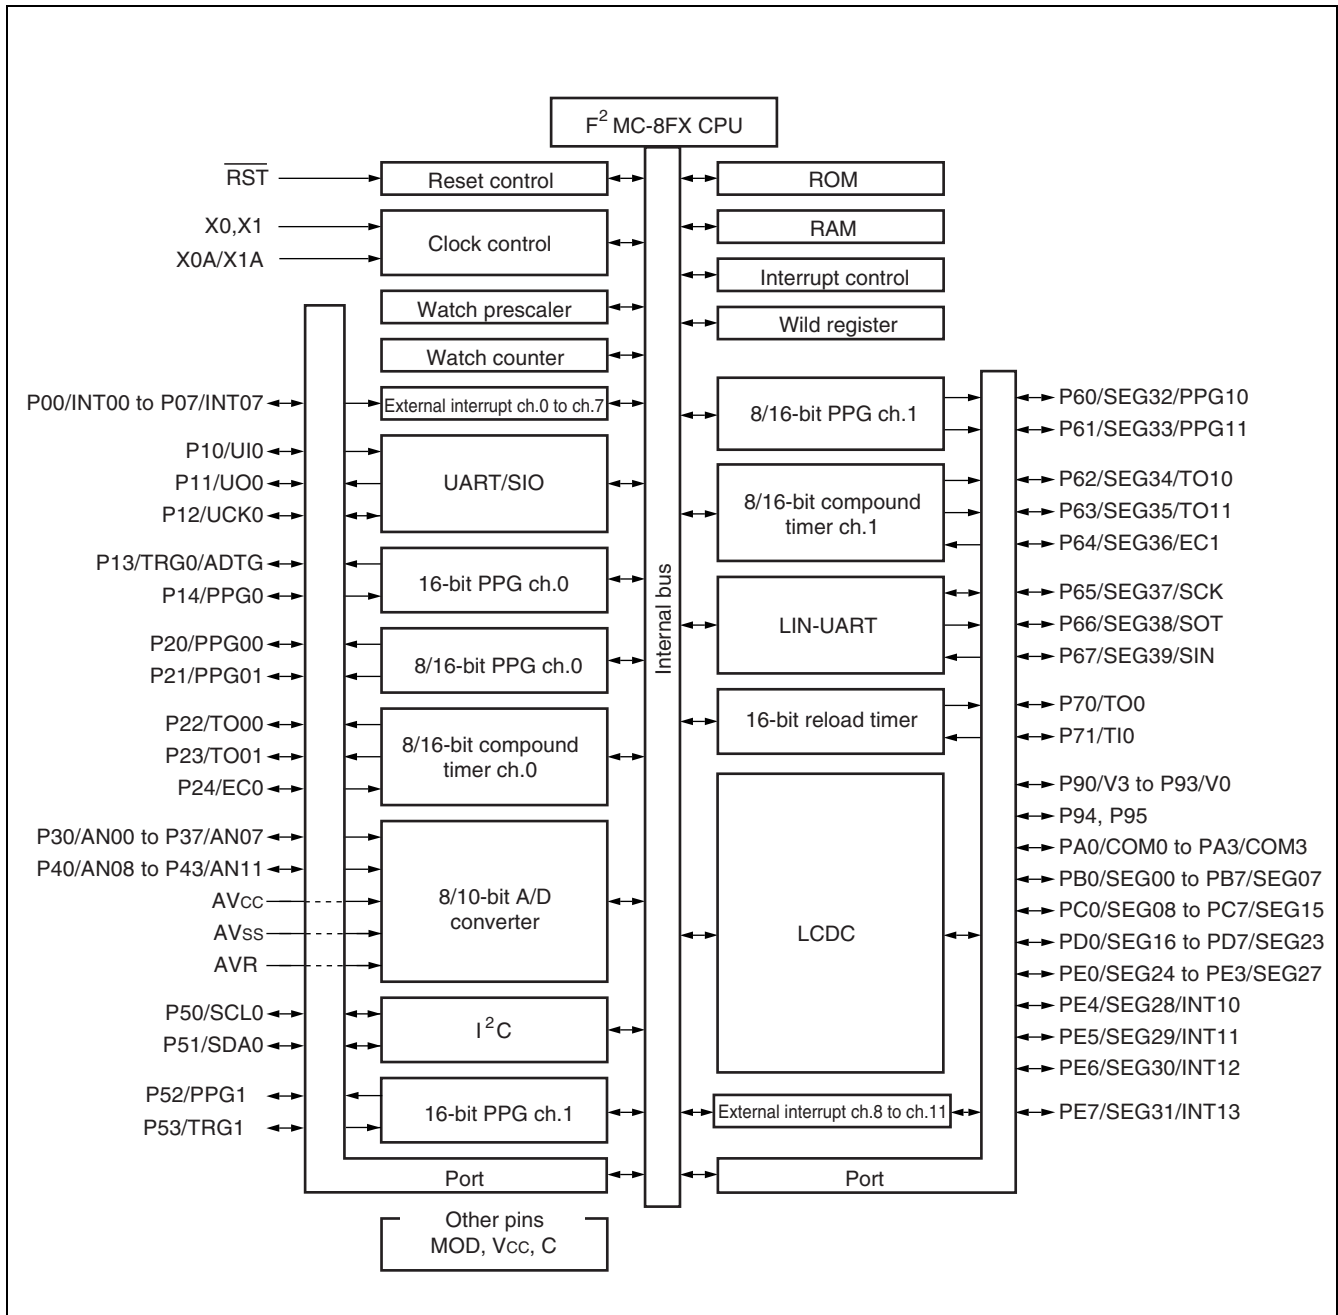 F2 MC-8FX CPU
RST
Reset control
ROM
X0,X1
X0A/X1A
Clock control
RAM
Interrupt control
Watch prescaler
Wild register
Watch counter
P00/INT00 to P07/INT07
External interrupt ch.0 to ch.7
P10/UI0
P11/UO0
P12/UCK0
UART/SIO
P13/TRG0/ADTG
P14/PPG0
16-bit PPG ch.0
P20/PPG00
P21/PPG01
8/16-bit PPG ch.0
P22/TO00
P23/TO01
P24/EC0
8/16-bit compound
timer ch.0
P30/AN00 to P37/AN07
P40/AN08 to P43/AN11
AVCC
AVSS
AVR
8/10-bit A/D
converter
P50/SCL0
P51/SDA0
I2C
P52/PPG1
P53/TRG1
16-bit PPG ch.1
Port
Other pins
MOD, VCC, C
Internal bus
8/16-bit PPG ch.1
P60/SEG32/PPG10
P61/SEG33/PPG11
8/16-bit compound
timer ch.1
P62/SEG34/TO10
P63/SEG35/TO11
P64/SEG36/EC1
LIN-UART
P65/SEG37/SCK
P66/SEG38/SOT
P67/SEG39/SIN
16-bit reload timer
P70/TO0
P71/TI0
LCDC
P90/V3 to P93/V0
P94, P95
PA0/COM0 to PA3/COM3
PB0/SEG00 to PB7/SEG07
PC0/SEG08 to PC7/SEG15
PD0/SEG16 to PD7/SEG23
PE0/SEG24 to PE3/SEG27
PE4/SEG28/INT10
PE5/SEG29/INT11
PE6/SEG30/INT12
External interrupt ch.8 to ch.11
PE7/SEG31/INT13
Port